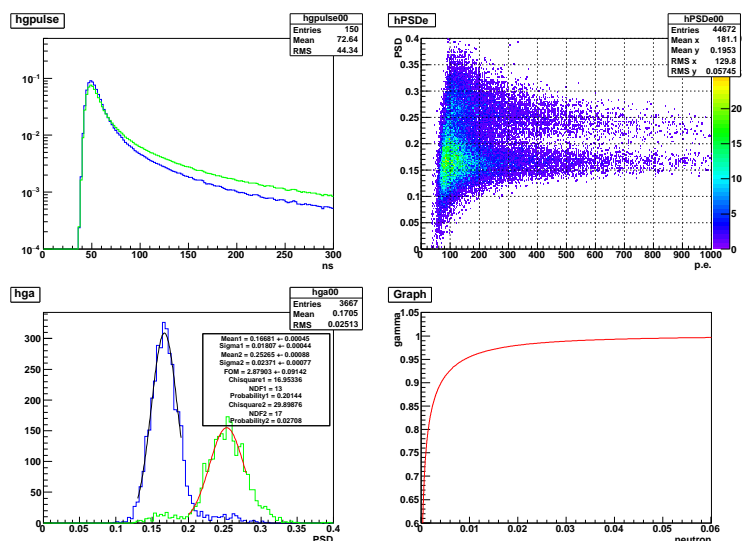 hgpulse
hgpulse00
Entries 150
Mean 72.64
RMS 44.34
10-1
10-2
10-3
10-4
0 50 100 150 200 250 300
ns
hPSDe
hPSDe00
Entries 44672
Mean x 181.1
Mean y 0.1953
RMS x 129.8
RMS y 0.05745
PSD
0.4
0.35
0.3
0.25
0.2
0.15
0.1
0.05
0
0 100 200 300 400 500 600 700 800 900 1000
p.e.
20
10
0
hga
hga00
Entries 3667
Mean 0.1705
RMS 0.02513
Mean1 = 0.16681 +- 0.00045
Sigma1 = 0.01807 +- 0.00044
Mean2 = 0.25265 +- 0.00088
Sigma2 = 0.02371 +- 0.00077
FOM = 2.87903 +- 0.09142
Chisquare1 = 16.95336
NDF1 = 13
Probability1 = 0.20144
Chisquare2 = 29.89876
NDF2 = 17
Probability2 = 0.02708
300
250
200
150
100
50
0
0 0.05 0.1 0.15 0.2 0.25 0.3 0.35 0.4
PSD
Graph
gamma
1.05
1
0.95
0.9
0.85
0.8
0.75
0.7
0.65
0.6
0 0.01 0.02 0.03 0.04 0.05 0.06
neutron